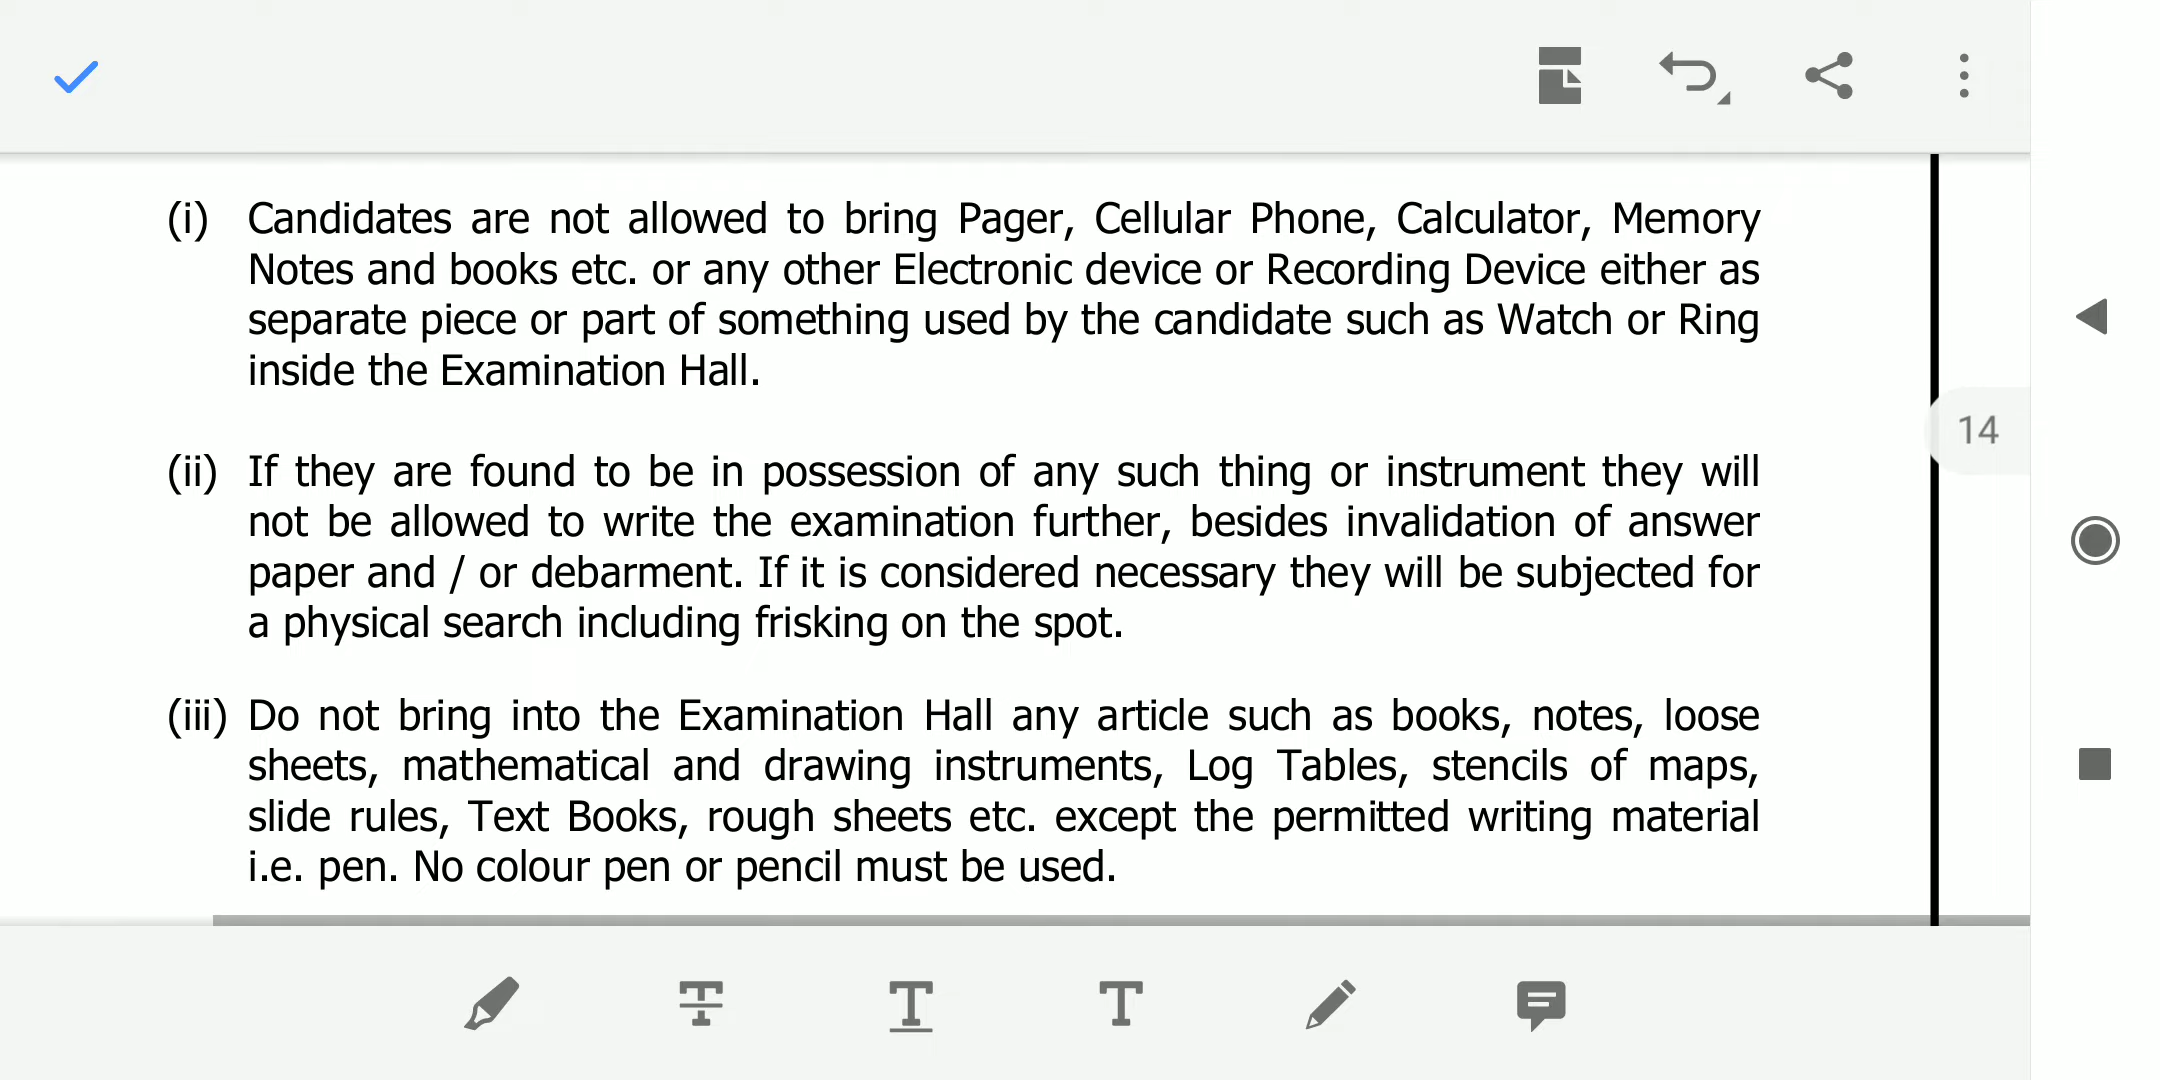 (i) Candidates are not allowed to bring Pager, Cellular Phone, Calculator, Memory
Notes and books etc. or any other Electronic device or Recording Device either as
separate piece or part of something used by the candidate such as Watch or Ring
inside the Examination Hall.
14
(ii) If they are found to be in possession of any such thing or instrument they will
not be allowed to write the examination further, besides invalidation of answer
paper and / or debarment. If it is considered necessary they will be subjected for
a physical search including frisking on the spot.
(iii) Do not bring into the Examination Hall any article such as books, notes, loose
sheets, mathematical and drawing instruments, Log Tables, stencils of maps,
slide rules, Text Books, rough sheets etc. except the permitted writing material
i.e. pen. No colour pen or pencil must be used.